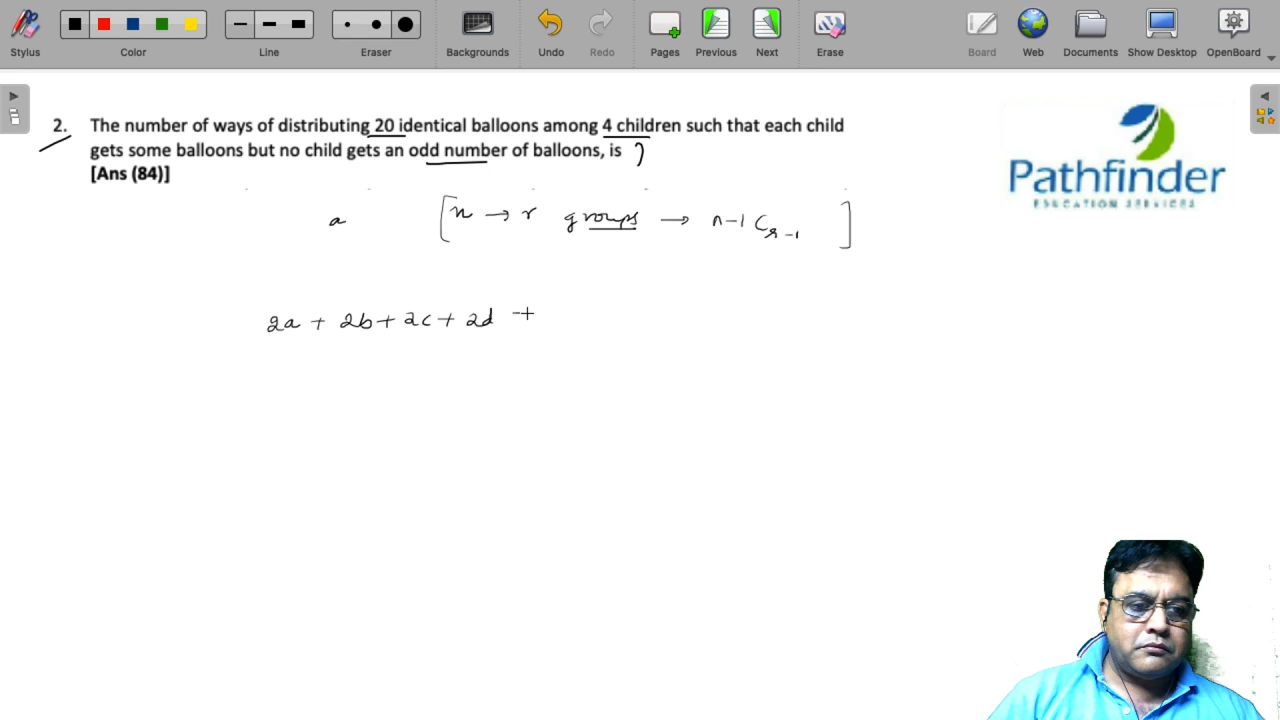 Stylus Color Line Eraser Backgrounds Undo Redo Pages Previous Next Erase Board Web Documents Show Desktop OpenBoard
2. The number of ways of distributing 20 identical balloons among 4 children such that each child
gets some balloons but no child gets an odd number of balloons, is ?
[Ans (84)]
Pathfinder
EDUCATION SERVICES
a [n → r groups → n-1 C r-1 ]
2a + 2b + 2c + 2d